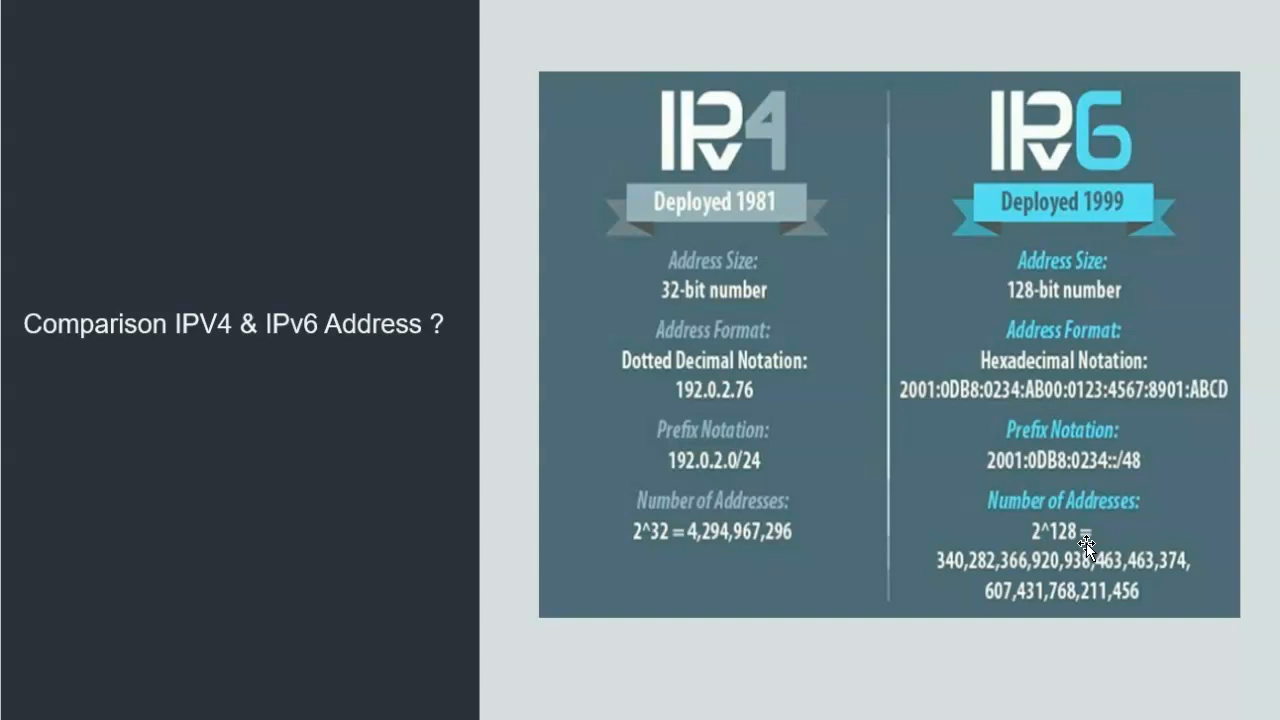 Comparison IPV4 & IPv6 Address ?
IPv4
Deployed 1981
Address Size:
32-bit number
Address Format:
Dotted Decimal Notation:
192.0.2.76
Prefix Notation:
192.0.2.0/24
Number of Addresses:
2^32 = 4,294,967,296
IPv6
Deployed 1999
Address Size:
128-bit number
Address Format:
Hexadecimal Notation:
2001:0DB8:0234:AB00:0123:4567:8901:ABCD
Prefix Notation:
2001:0DB8:0234::/48
Number of Addresses:
2^128 =
340,282,366,920,938,463,463,374,
607,431,768,211,456